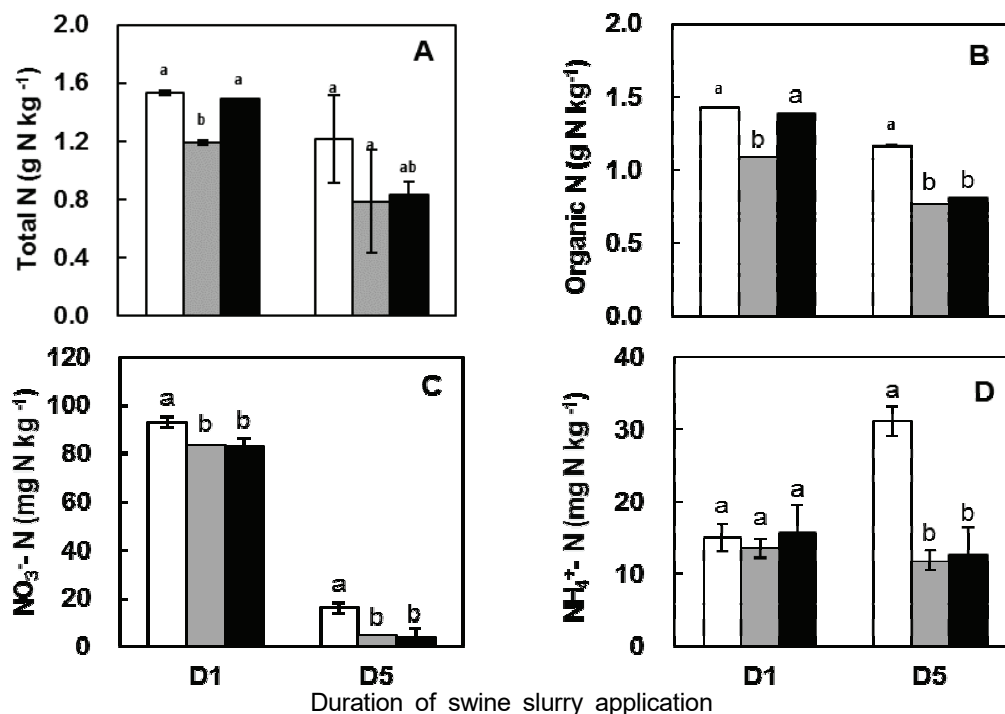 A
Total N (g N kg -1)
2.0
1.6
1.2
0.8
0.4
0.0
a
b
a
a
a
ab
B
Organic N (g N kg-1)
2.0
1.5
1.0
0.5
0.0
a
b
a
a
b
b
C
NO3-- N (mg N kg -1)
120
100
80
60
40
20
0
a
b
b
a
b
b
D1
D5
D
NH4+- N (mg N kg-1)
40
30
20
10
0
a
a
a
a
b
b
D1
D5
Duration of swine slurry application